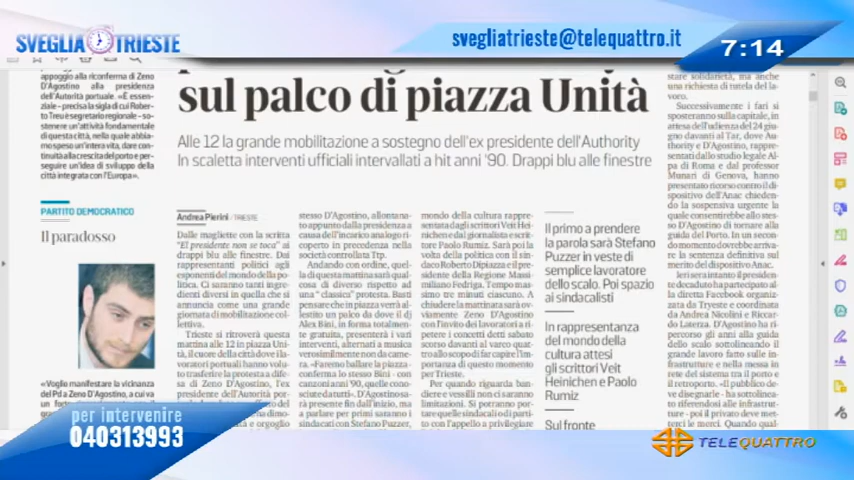 SVEGLIA TRIESTE
svegliatrieste@telequattro.it
7:14
appoggio alla riconferma di Zeno
D'Agostino alla presidenza
dell'Autorità portuale. «È essen-
ziale - precisa la sigla di cui Rober-
to Treu è segretario regionale - so-
stenere un'attività fondamentale
di questa città, nella quale abbia-
mo speso un'intera vita, dare con-
tinuità alla crescita del porto e per-
seguire un'idea di sviluppo della
città integrata con l'Europa».
PARTITO DEMOCRATICO
Il paradosso
«Voglio manifestare la vicinanza
del Pd a Zeno D'Agostino, a cui va
sul palco di piazza Unità
Alle 12 la grande mobilitazione a sostegno dell'ex presidente dell'Authority
In scaletta interventi ufficiali intervallati a hit anni '90. Drappi blu alle finestre
Andrea Pierini / TRIESTE
Dalle magliette con la scritta
"El presidente non se toca" ai
drappi blu alle finestre. Dai
rappresentanti politici agli
esponenti del mondo della po-
litica. Ci saranno tanti ingre-
dienti diversi in quella che si
annuncia come una grande
giornata di mobilitazione col-
lettiva.
Trieste si ritroverà questa
mattina alle 12 in piazza Uni-
tà, il cuore della città dove i la-
voratori portuali hanno volu-
to trasferire la protesta a dife-
sa di Zeno D'Agostino, l'ex
presidente dell'Autorità por-
stesso D'Agostino, allontana-
to appunto dalla presidenza a
causa dell'incarico analogo ri-
coperto in precedenza nella
società controllata Ttp.
Andando con ordine, quel-
la di questa mattina sarà qual-
cosa di diverso rispetto ad
una "classica" protesta. Basti
pensare che in piazza verrà al-
lestito un palco da dove il dj
Alex Bini, in forma totalmen-
te gratuita, presenterà i vari
interventi, alternati a musica
verosimilmente non da came-
ra. «Faremo ballare la piazza -
conferma lo stesso Bini - con
canzoni anni '90, quelle cono-
sciute da tutti». D'Agostino sa-
rà presente fin dall'inizio, ma
a parlare per primi saranno i
sindacati con Stefano Puzzer,
mondo della cultura rappre-
sentata dagli scrittori Veit Hei-
nichen e dal giornalista e scrit-
tore Paolo Rumiz. Sarà poi la
volta della politica con il sin-
daco Roberto Dipiazza e il pre-
sidente della Regione Massi-
miliano Fedriga. Tempo mas-
simo tre minuti ciascuno. A
chiudere la mattinata sarà ov-
viamente Zeno D'Agostino
con l'invito dei Lavoratori a ri-
petere i concetti detti sabato
scorso davanti al varco quat-
tro allo scopo di far capire l'im-
portanza di questo momento
per Trieste.
Per quando riguarda ban-
diere e vessilli non ci saranno
limitazioni. Si potranno por-
tare quelle sindacali o di parti-
to con l'appello a privilegiare
Il primo a prendere
la parola sarà Stefano
Puzzer in veste di
semplice lavoratore
dello scalo. Poi spazio
ai sindacalisti
In rappresentanza
del mondo della
cultura attesi
gli scrittori Veit
Heinichen e Paolo
Rumiz
Sul fronte
stare solidarietà, ma anche
una richiesta di tutela del la-
voro.
Successivamente i fari si
sposteranno sulla capitale, in
attesa dell'udienza del 24 giu-
gno davanti al Tar, dove Au-
thority e D'Agostino, rappre-
sentati dallo studio legale Al-
pa di Roma e dal professor
Munari di Genova, hanno
presentato ricorso contro il di-
spositivo dell'Anac chieden-
do la sospensiva urgente la
quale consentirebbe allo stes-
so D'Agostino di tornare alla
guida del Porto. In un secon-
do momento dovrebbe arriva-
re la sentenza definitiva sul
merito del dispositivo Anac.
Ieri sera intanto il presiden-
te decaduto ha partecipato al-
la diretta Facebook organiz-
zata da Trieste e coordinata
da Andrea Nicolini e Riccar-
do Laterza. D'Agostino ha ri-
percorso gli anni alla guida
dello scalo sottolineando il
grande lavoro fatto sulle in-
frastrutture e nella messa in
rete del sistema tra il porto e
il retroporto. «Il pubblico de-
ve disegnarle - ha sottolinea-
to riferendosi alle infrastrut-
ture - poi il privato deve met-
terci le merci. Quando qual-
per intervenire
040313993
TELEQUATTRO